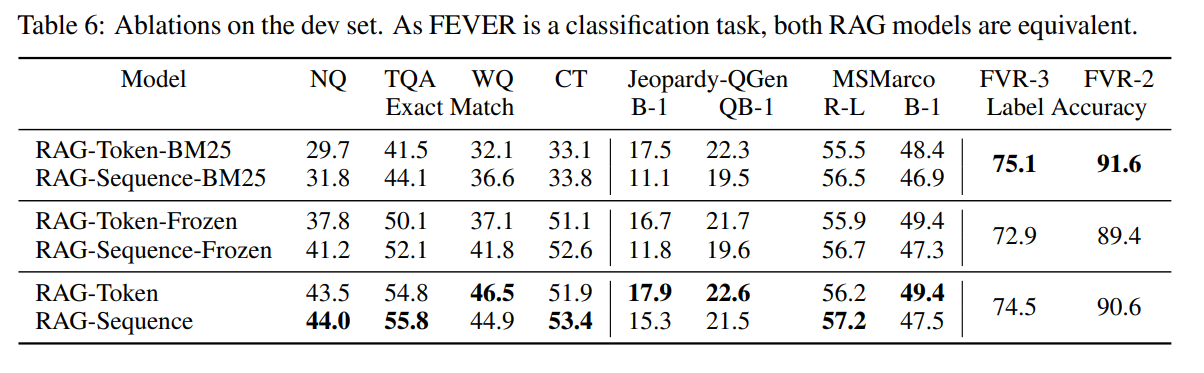 Table 6: Ablations on the dev set. As FEVER is a classification task, both RAG models are equivalent.
Model NQ TQA WQ CT Jeopardy-QGen MSMarco FVR-3 FVR-2
Exact Match B-1 QB-1 R-L B-1 Label Accuracy
RAG-Token-BM25 29.7 41.5 32.1 33.1 17.5 22.3 55.5 48.4 75.1 91.6
RAG-Sequence-BM25 31.8 44.1 36.6 33.8 11.1 19.5 56.5 46.9
RAG-Token-Frozen 37.8 50.1 37.1 51.1 16.7 21.7 55.9 49.4 72.9 89.4
RAG-Sequence-Frozen 41.2 52.1 41.8 52.6 11.8 19.6 56.7 47.3
RAG-Token 43.5 54.8 46.5 51.9 17.9 22.6 56.2 49.4 74.5 90.6
RAG-Sequence 44.0 55.8 44.9 53.4 15.3 21.5 57.2 47.5